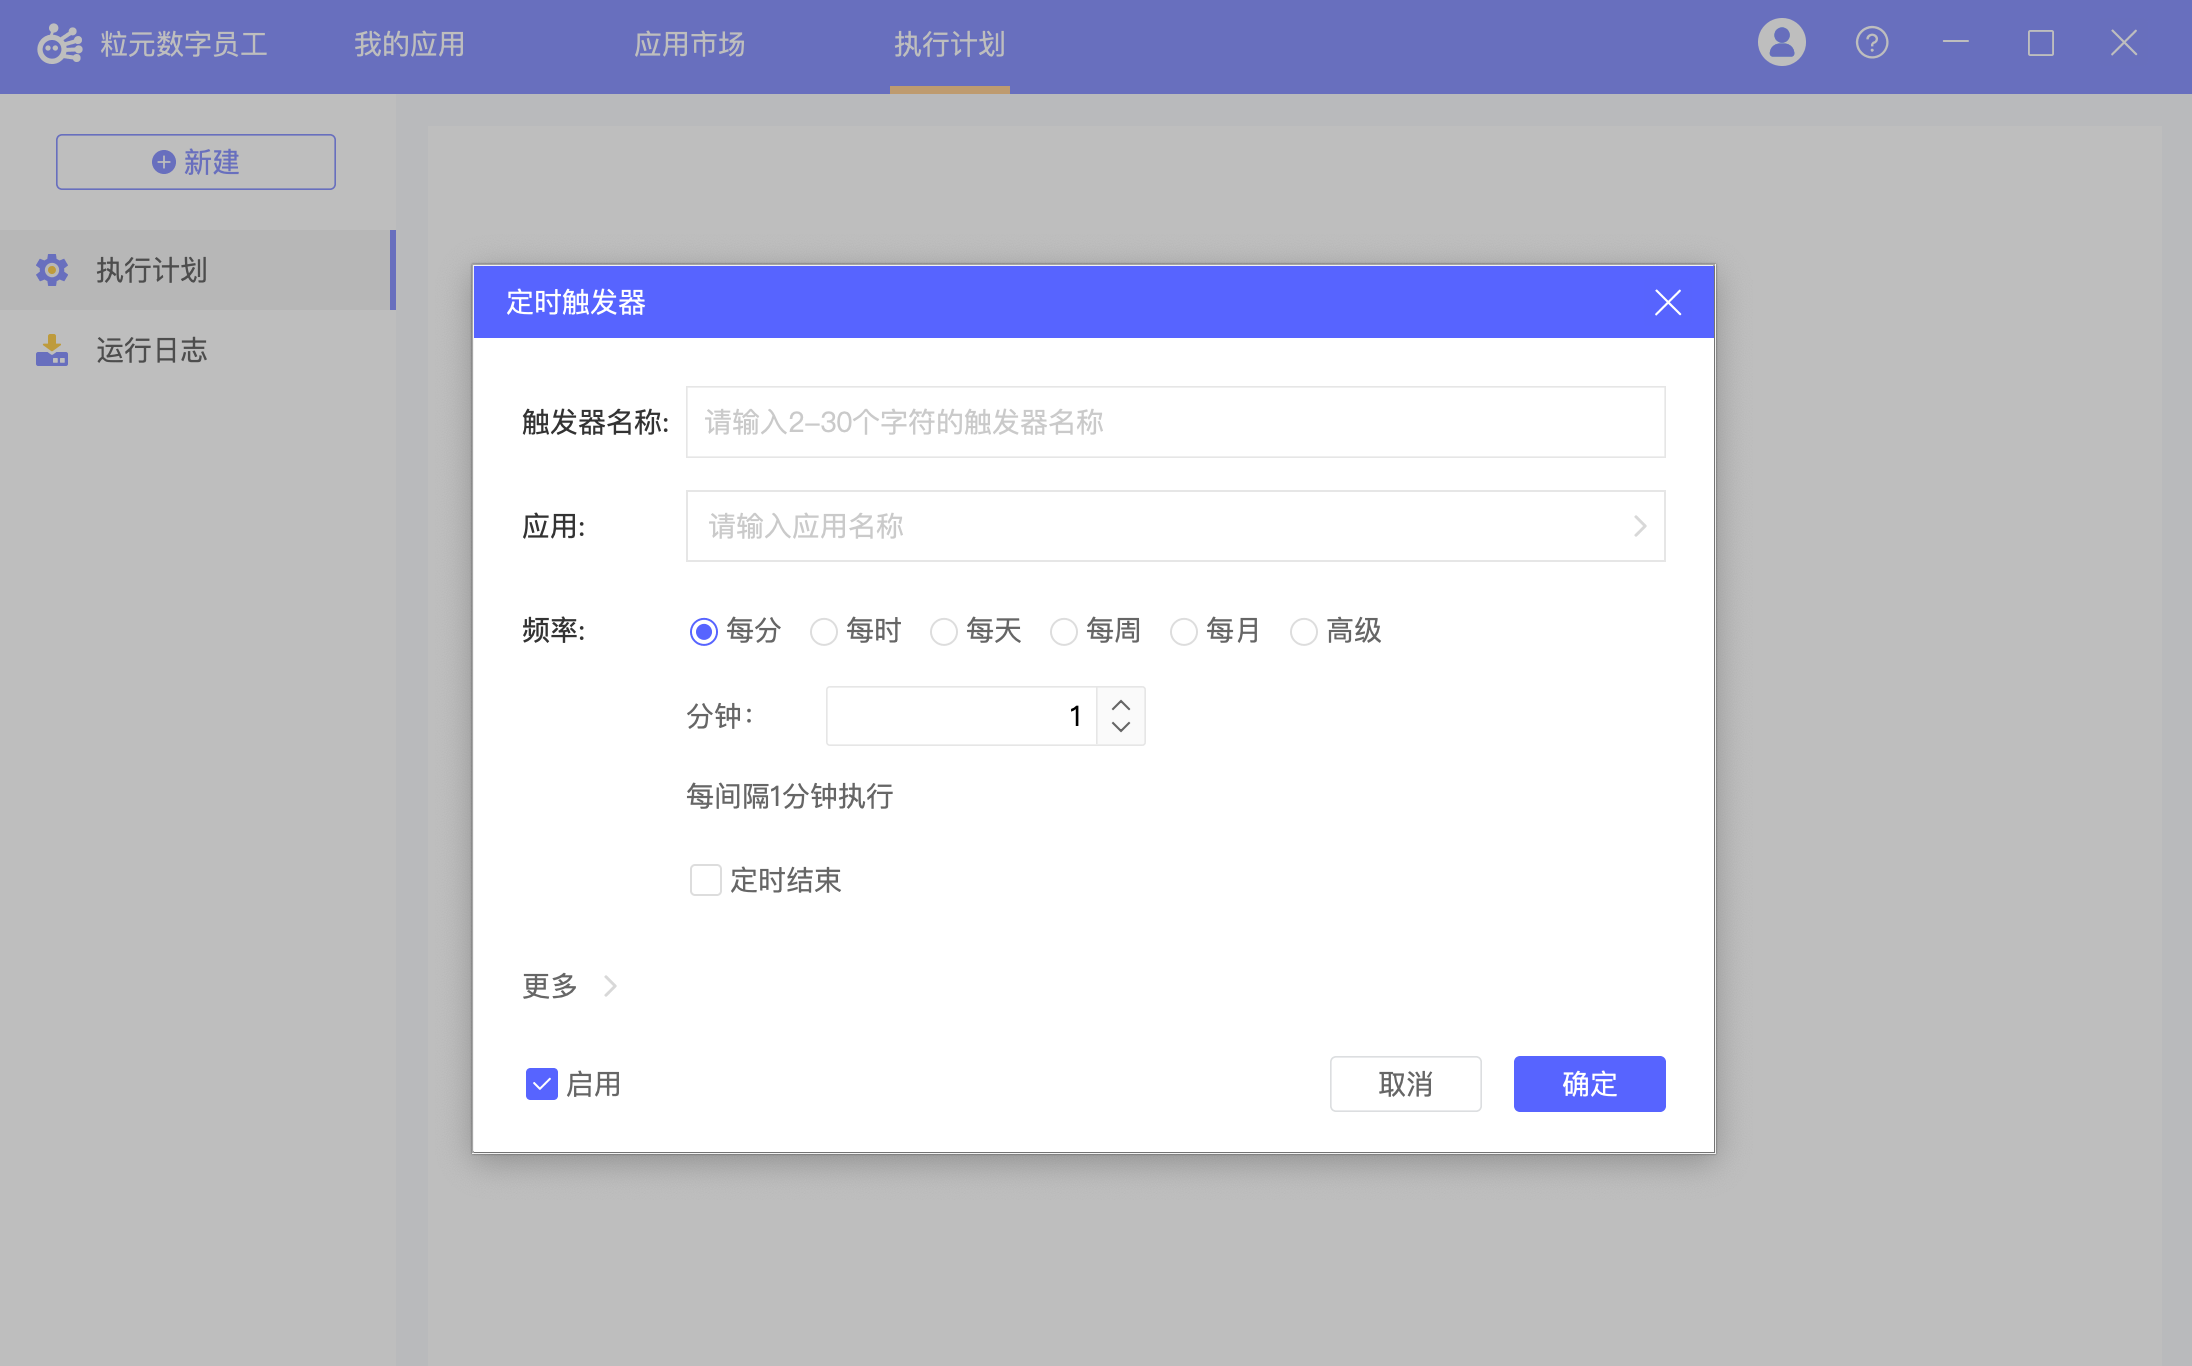 粒元数字员工 我的应用 应用市场 执行计划
新建
执行计划
运行日志
定时触发器
触发器名称: 请输入2-30个字符的触发器名称
应用: 请输入应用名称
频率: 每分 每时 每天 每周 每月 高级
分钟: 1
每间隔1分钟执行
定时结束
更多
启用 取消 确定